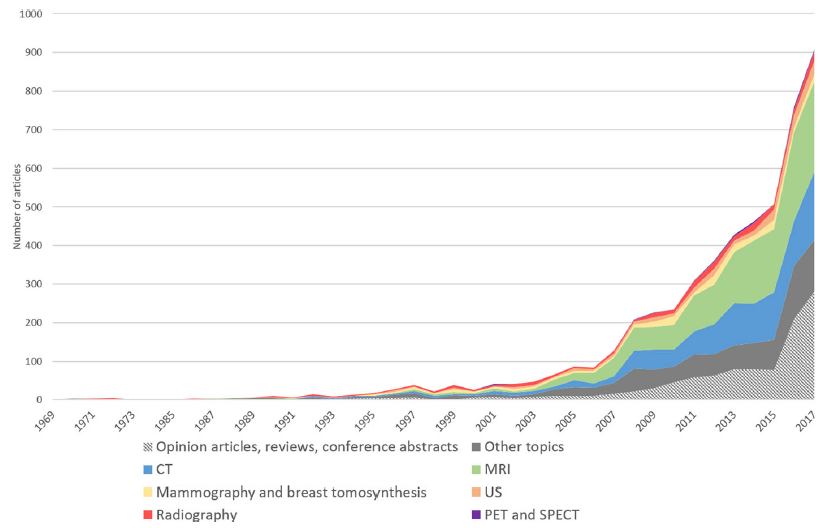 1000
900
800
700
600
500
400
300
200
100
0
Number of articles
1969 1971 1973 1985 1987 1989 1991 1993 1995 1997 1999 2001 2003 2005 2007 2009 2011 2013 2015 2017
Opinion articles, reviews, conference abstracts Other topics
CT MRI
Mammography and breast tomosynthesis US
Radiography PET and SPECT